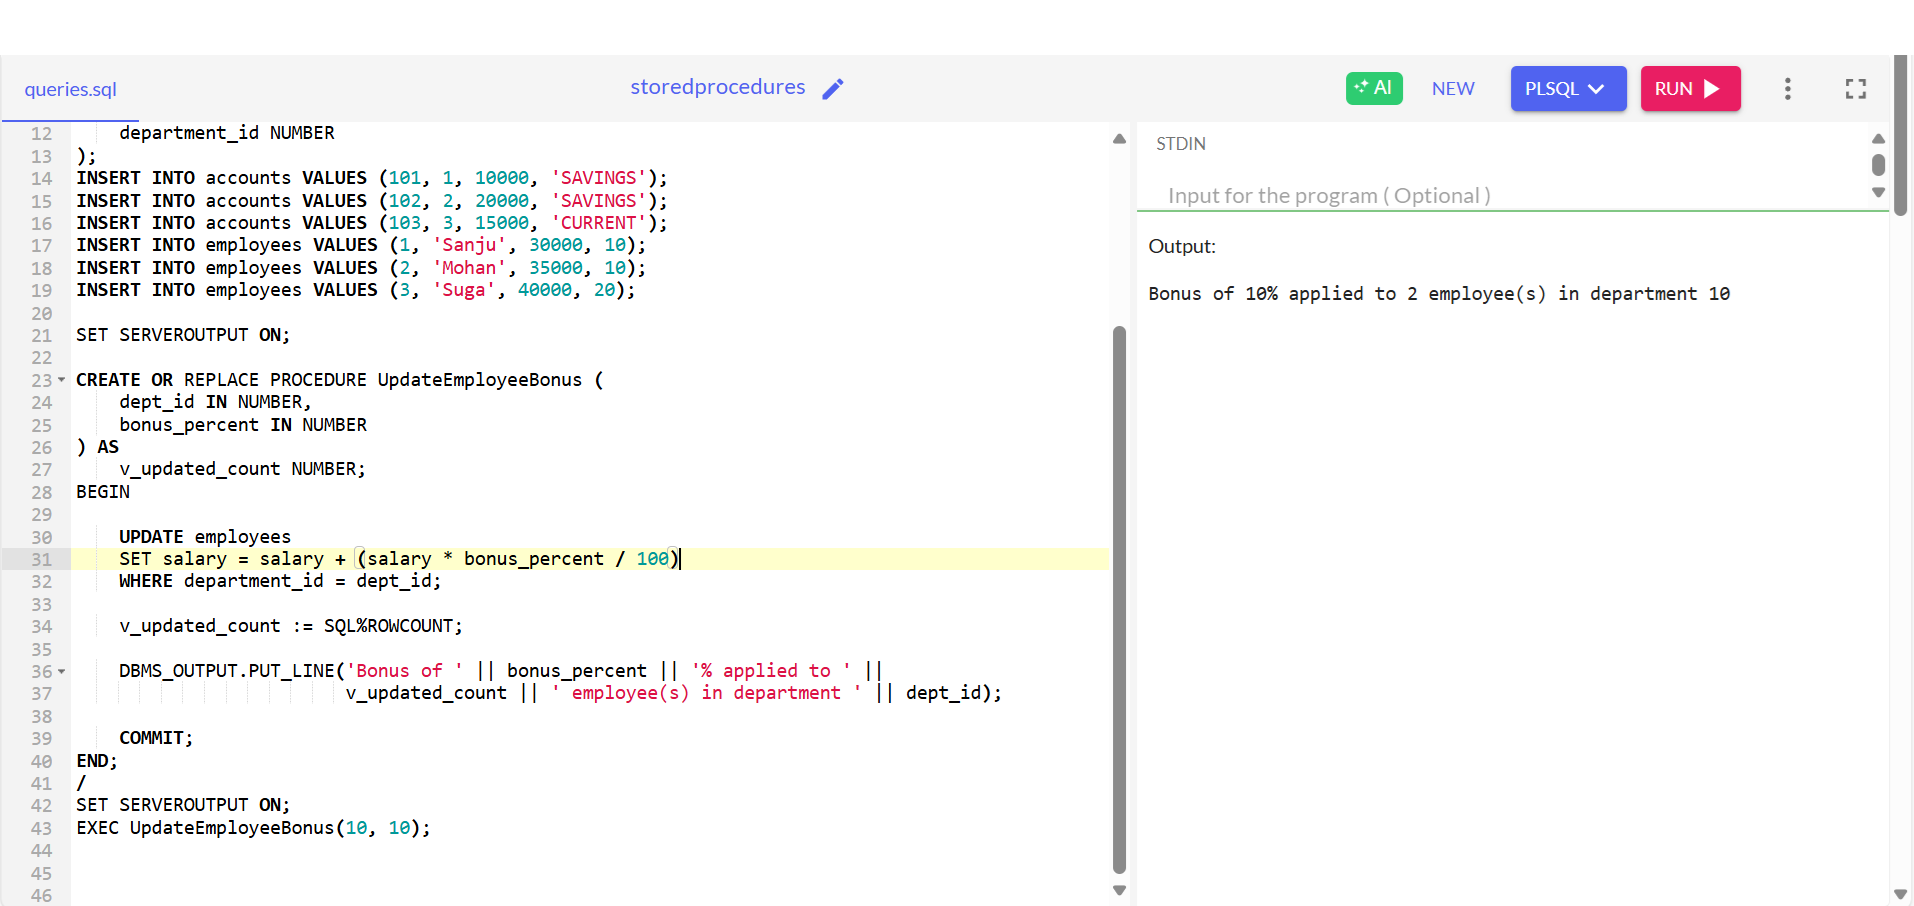 queries.sql
storedprocedures
AI
NEW
PLSQL
RUN
12     department_id NUMBER
13 );
14 INSERT INTO accounts VALUES (101, 1, 10000, 'SAVINGS');
15 INSERT INTO accounts VALUES (102, 2, 20000, 'SAVINGS');
16 INSERT INTO accounts VALUES (103, 3, 15000, 'CURRENT');
17 INSERT INTO employees VALUES (1, 'Sanju', 30000, 10);
18 INSERT INTO employees VALUES (2, 'Mohan', 35000, 10);
19 INSERT INTO employees VALUES (3, 'Suga', 40000, 20);
20
21 SET SERVEROUTPUT ON;
22
23 CREATE OR REPLACE PROCEDURE UpdateEmployeeBonus (
24     dept_id IN NUMBER,
25     bonus_percent IN NUMBER
26 ) AS
27     v_updated_count NUMBER;
28 BEGIN
29
30     UPDATE employees
31     SET salary = salary + (salary * bonus_percent / 100)
32     WHERE department_id = dept_id;
33
34     v_updated_count := SQL%ROWCOUNT;
35
36     DBMS_OUTPUT.PUT_LINE('Bonus of ' || bonus_percent || '% applied to ' ||
37                          v_updated_count || ' employee(s) in department ' || dept_id);
38
39     COMMIT;
40 END;
41 /
42 SET SERVEROUTPUT ON;
43 EXEC UpdateEmployeeBonus(10, 10);
44
45
46
STDIN
Input for the program ( Optional )
Output:
Bonus of 10% applied to 2 employee(s) in department 10